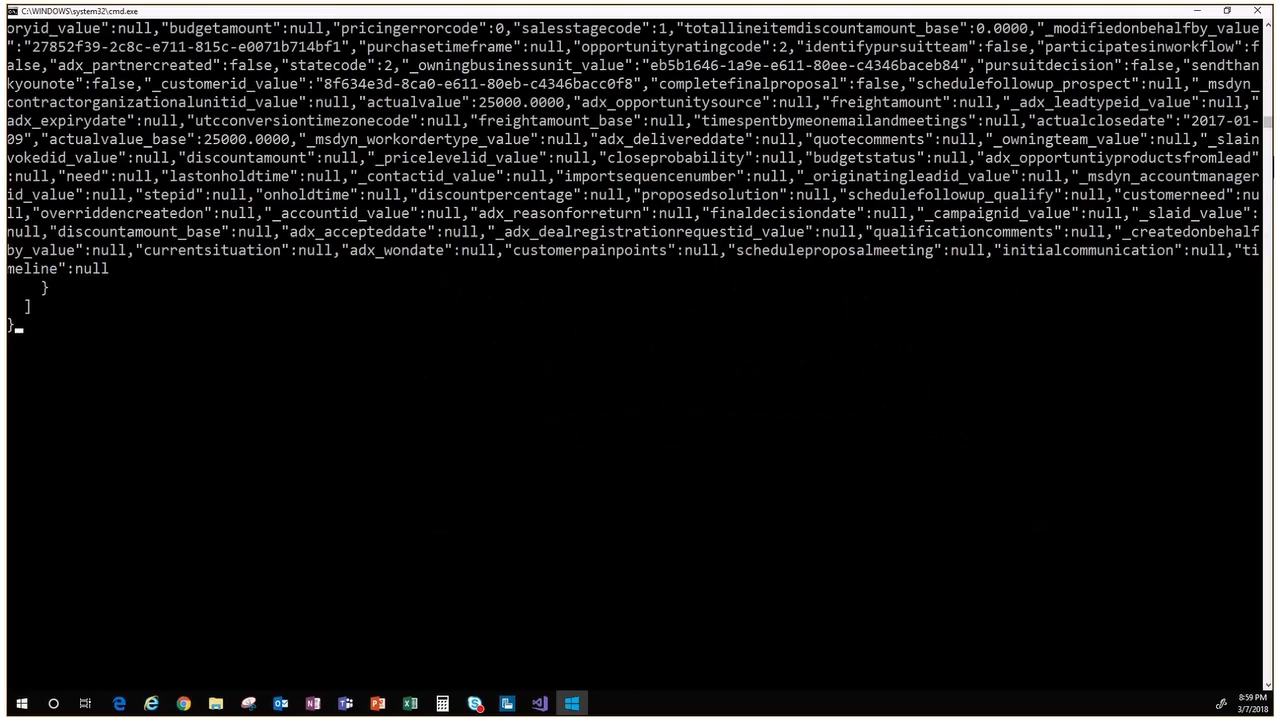 C:\WINDOWS\system32\cmd.exe
oryid_value":null,"budgetamount":null,"pricingerrorcode":0,"salesstagecode":1,"totallineitemdiscountamount_base":0.0000,"_modifiedonbehalfby_value
":"27852f39-2c8c-e711-815c-e0071b714bf1","purchasetimeframe":null,"opportunityratingcode":2,"identifypursuitteam":false,"participatesinworkflow":f
alse,"adx_partnercreated":false,"statecode":2,"_owningbusinessunit_value":"eb5b1646-1a9e-e611-80ee-c4346baceb84","pursuitdecision":false,"sendthan
kyounote":false,"_customerid_value":"8f634e3d-8ca0-e611-80eb-c4346bacc0f8","completefinalproposal":false,"schedulefollowup_prospect":null,"_msdyn_
contractorganizationalunitid_value":null,"actualvalue":25000.0000,"adx_opportunitysource":null,"freightamount":null,"_adx_leadtypeid_value":null,"
adx_expirydate":null,"utcconversiontimezonecode":null,"freightamount_base":null,"timespentbymeonemailandmeetings":null,"actualclosedate":"2017-01-
09","actualvalue_base":25000.0000,"_msdyn_workordertype_value":null,"adx_delivereddate":null,"quotecomments":null,"_owningteam_value":null,"_slain
vokedid_value":null,"discountamount":null,"_pricelevelid_value":null,"closeprobability":null,"budgetstatus":null,"adx_opportuntiyproductsfromlead"
:null,"need":null,"lastonholdtime":null,"_contactid_value":null,"importsequencenumber":null,"_originatingleadid_value":null,"_msdyn_accountmanager
id_value":null,"stepid":null,"onholdtime":null,"discountpercentage":null,"proposedsolution":null,"schedulefollowup_qualify":null,"customerneed":nu
ll,"overriddencreatedon":null,"_accountid_value":null,"adx_reasonforreturn":null,"finaldecisiondate":null,"_campaignid_value":null,"_slaid_value":
null,"discountamount_base":null,"adx_accepteddate":null,"_adx_dealregistrationrequestid_value":null,"qualificationcomments":null,"_createdonbehalf
by_value":null,"currentsituation":null,"adx_wondate":null,"customerpainpoints":null,"scheduleproposalmeeting":null,"initialcommunication":null,"ti
meline":null
}
]
}
8:59 PM
3/7/2018